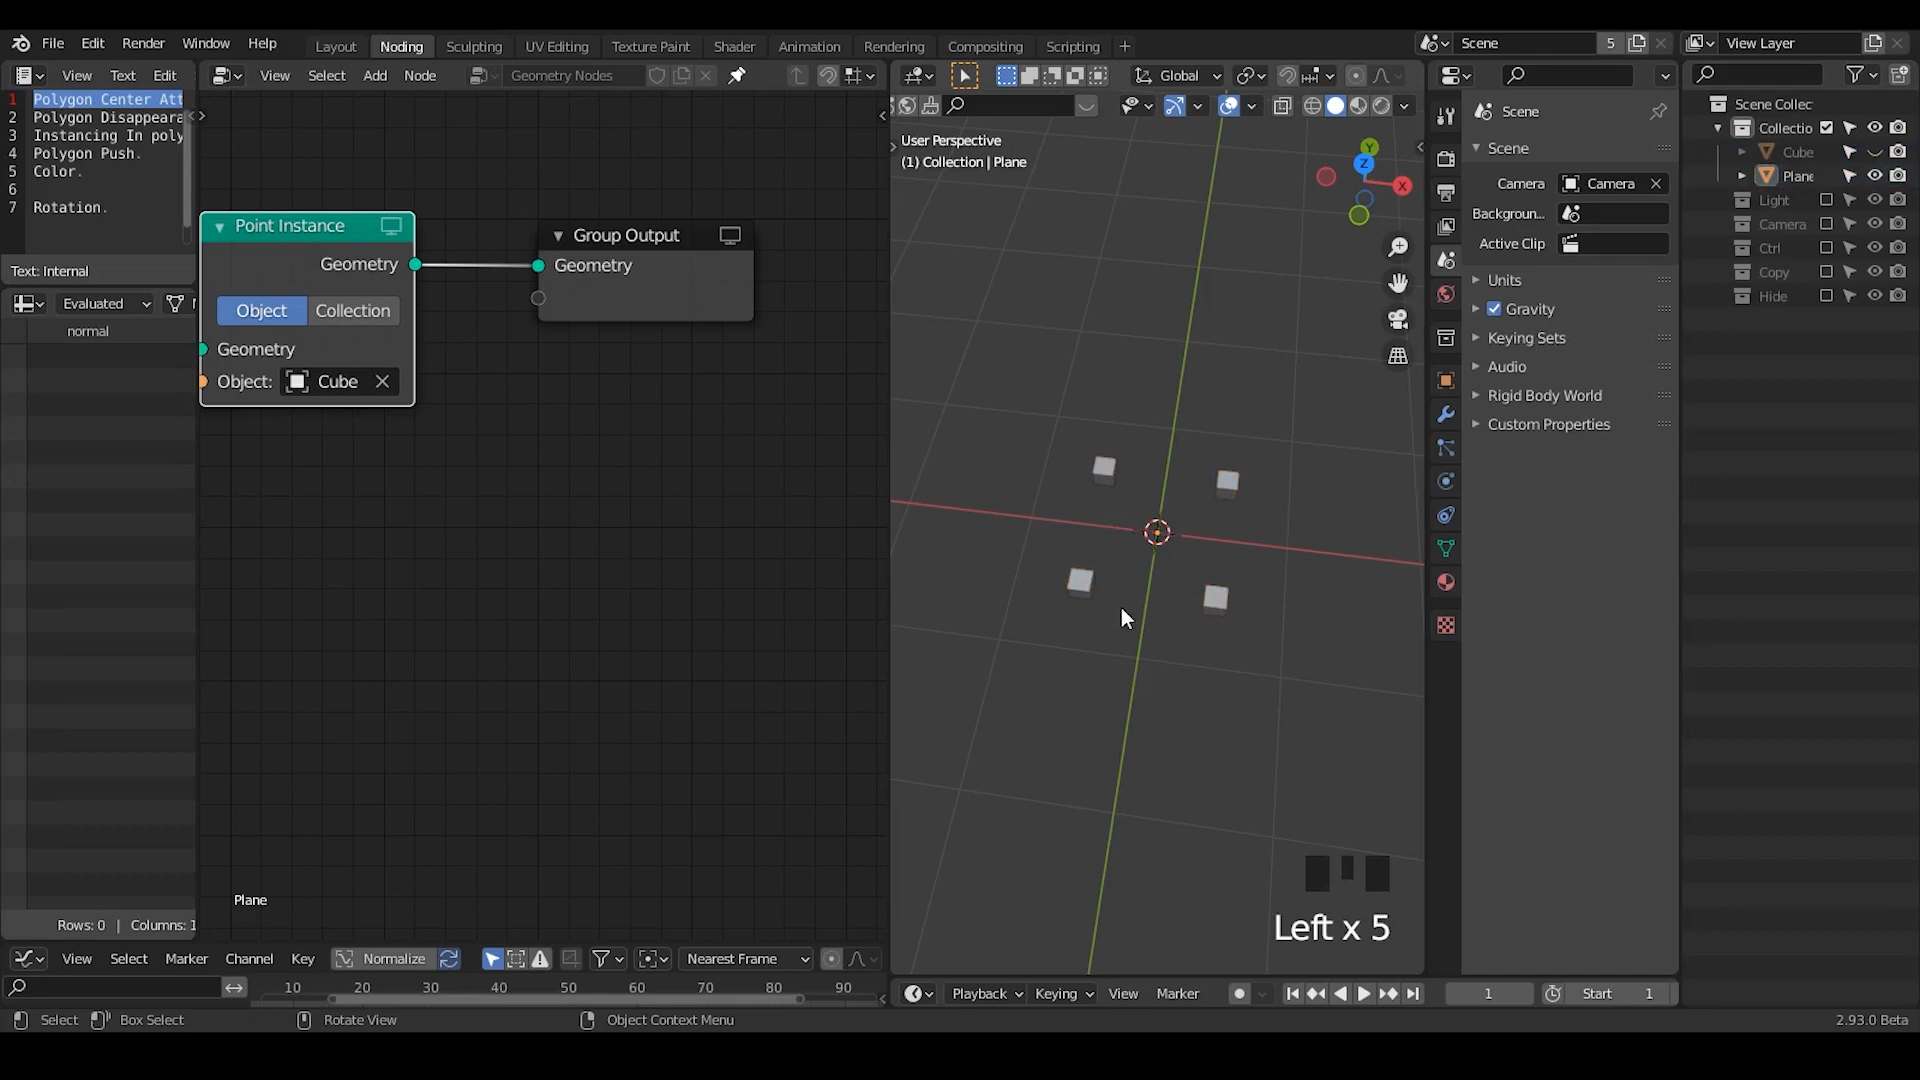 File Edit Render Window Help
Layout Noding Sculpting UV Editing Texture Paint Shader Animation Rendering Compositing Scripting +
Scene 5
View Layer
View Text Edit
View Select Add Node Geometry Nodes
Global
1 Polygon Center Att
2 Polygon Disappeara
3 Instancing In poly
4 Polygon Push.
5 Color.
6
7 Rotation.
Text: Internal
Evaluated
normal
Rows: 0 | Columns: 1
Point Instance
Geometry
Object Collection
Geometry
Object: Cube
Group Output
Geometry
Plane
User Perspective
(1) Collection | Plane
Y
Z
X
Left x 5
Scene
Scene
Camera Camera
Backgroun...
Active Clip
Units
Gravity
Keying Sets
Audio
Rigid Body World
Custom Properties
Scene Collec
Collectio
Cube
Plane
Light
Camera
Ctrl
Copy
Hide
View Select Marker Channel Key Normalize Nearest Frame
10 20 30 40 50 60 70 80 90
Playback Keying View Marker 1 Start 1
Select Box Select Rotate View Object Context Menu 2.93.0 Beta